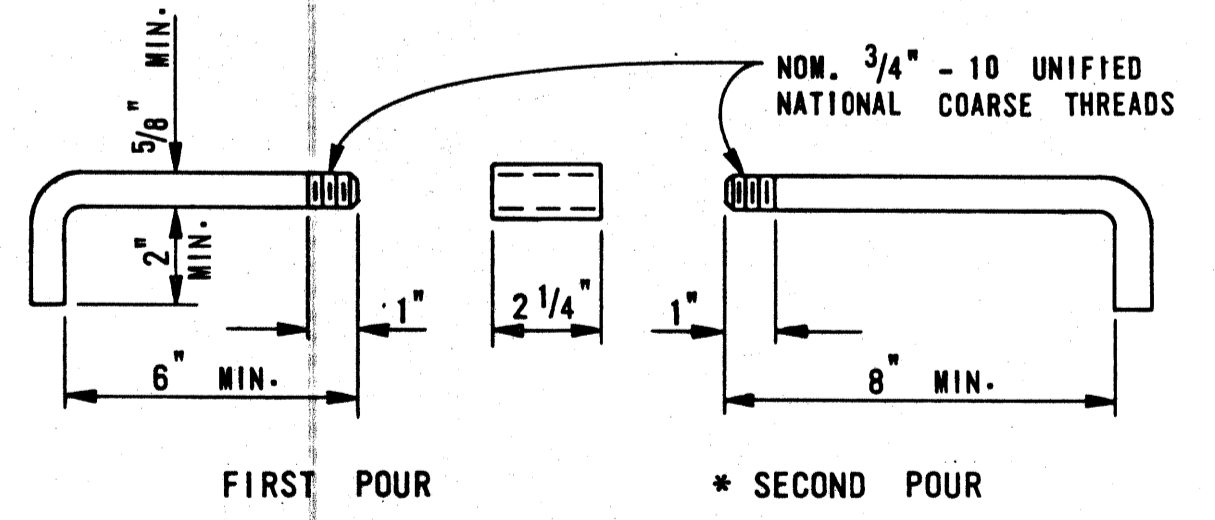 5/8" MIN.
NOM. 3/4" - 10 UNIFIED
NATIONAL COARSE THREADS
2" MIN.
1"
2 1/4"
1"
6" MIN.
8" MIN.
FIRST POUR
* SECOND POUR